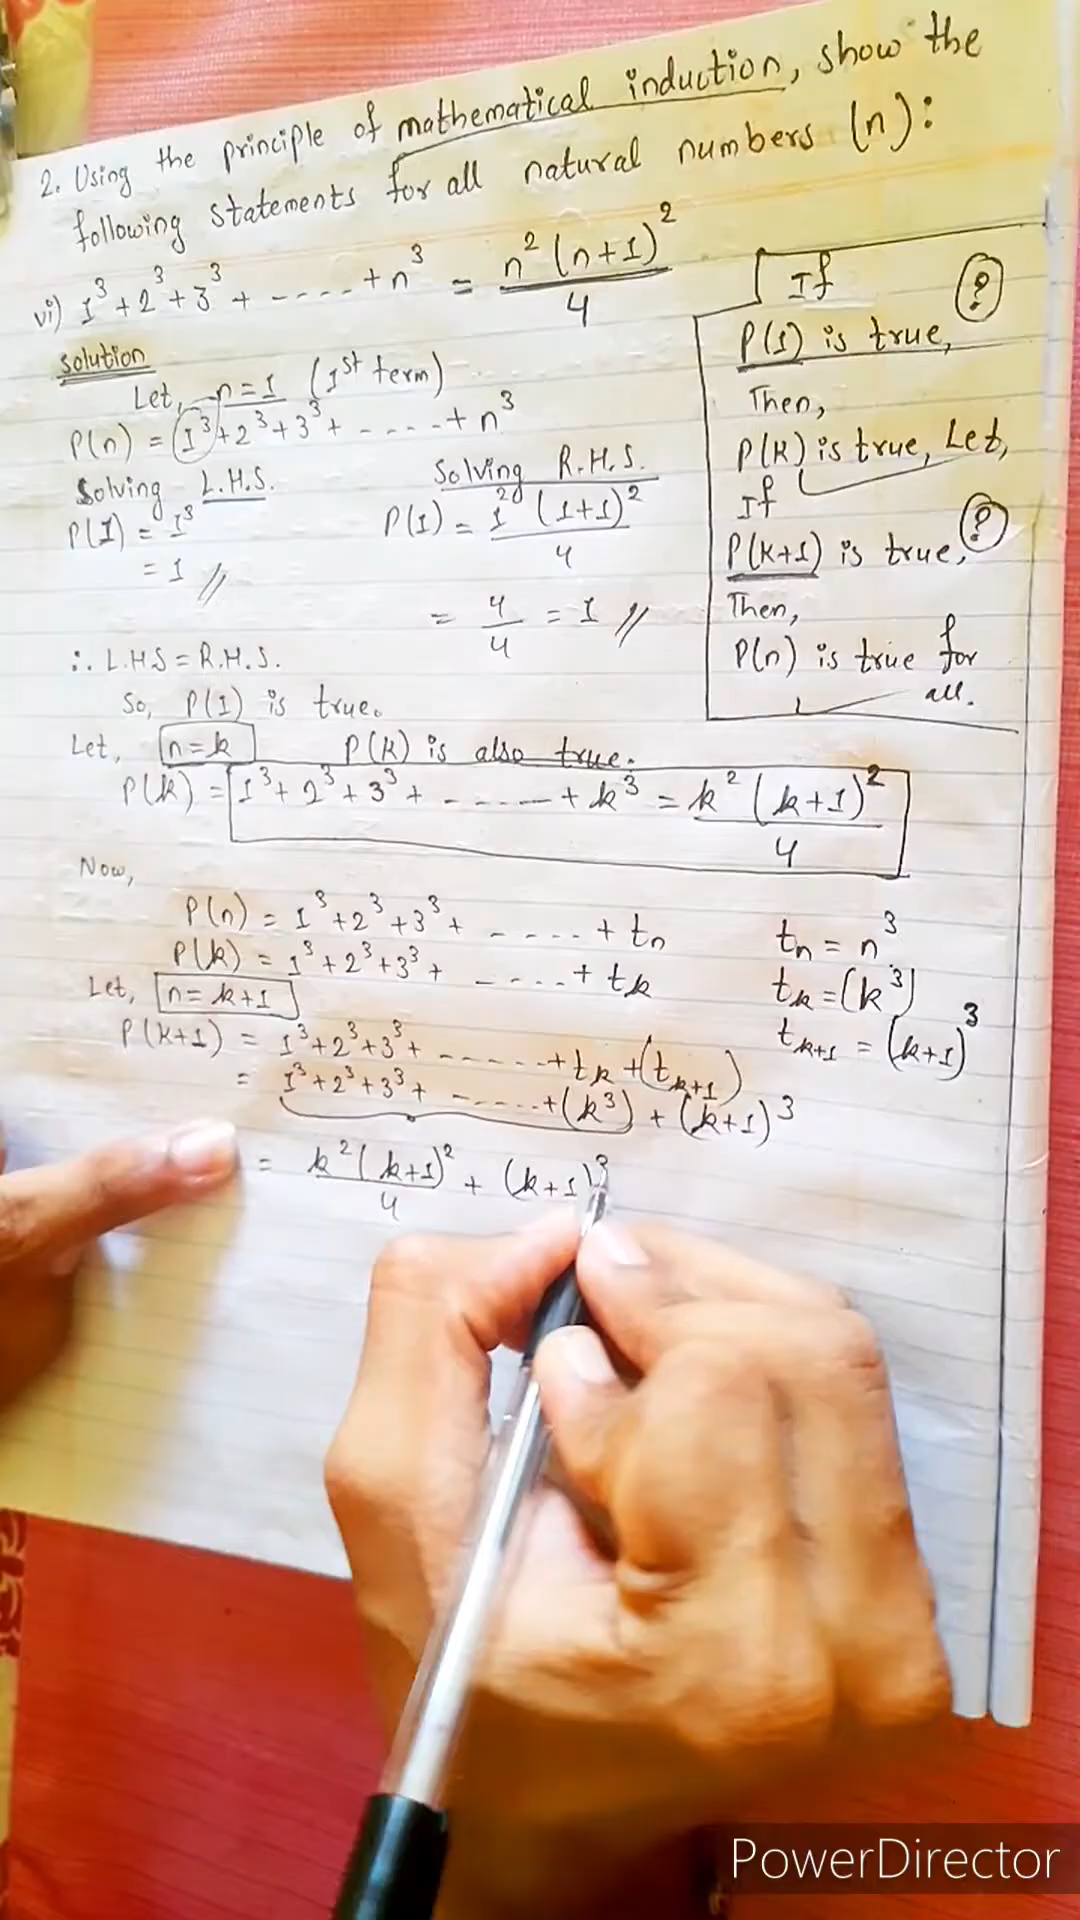 2. Using the principle of mathematical induction, show the
following statements for all natural numbers (n):
vi) 1³ + 2³ + 3³ + ----- + n³ = n²(n+1)²/4
solution
Let, n=1 (1st term)
P(n) = 1³ + 2³ + 3³ + ----- + n³
Solving L.H.S.
P(1) = 1³
= 1 //
Solving R.H.S.
P(1) = 1²(1+1)²/4
= 4/4 = 1 //
∴ L.H.S = R.H.S.
So, P(1) is true.
If ?
P(1) is true,
Then,
P(k) is true, Let,
If
P(k+1) is true, ?
Then,
P(n) is true for
all.
Let, n=k P(k) is also true.
P(k) = 1³ + 2³ + 3³ + ------ + k³ = k²(k+1)²/4
Now,
P(n) = 1³ + 2³ + 3³ + ----- + tn
P(k) = 1³ + 2³ + 3³ + ----- + tk
Let, n = k+1
P(k+1) = 1³ + 2³ + 3³ + ------ + tk + (tk+1)
= 1³ + 2³ + 3³ + ------ + (k³) + (k+1)³
= k²(k+1)²/4 + (k+1)³
tn = n³
tk = (k³)
tk+1 = (k+1)³
PowerDirector